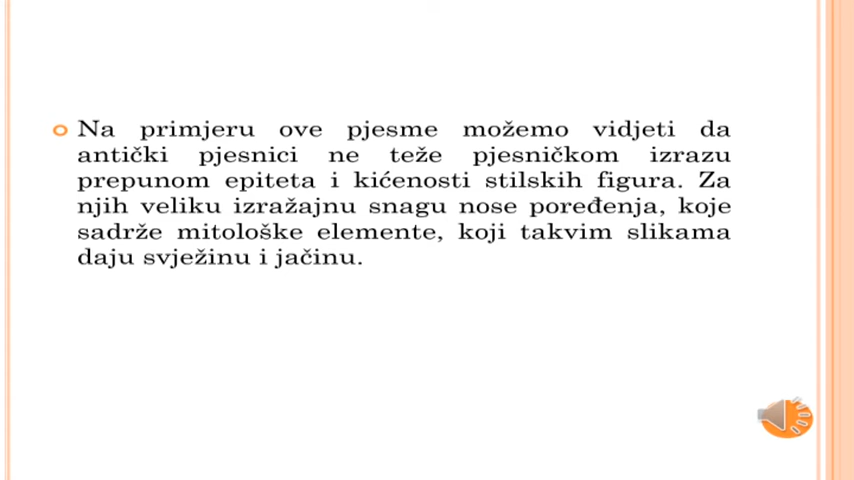 Na primjeru ove pjesme možemo vidjeti da
antički pjesnici ne teže pjesničkom izrazu
prepunom epiteta i kićenosti stilskih figura. Za
njih veliku izražajnu snagu nose poređenja, koje
sadrže mitološke elemente, koji takvim slikama
daju svježinu i jačinu.